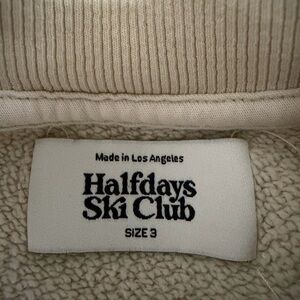 Made in Los Angeles
Halfdays
Ski Club
SIZE 3